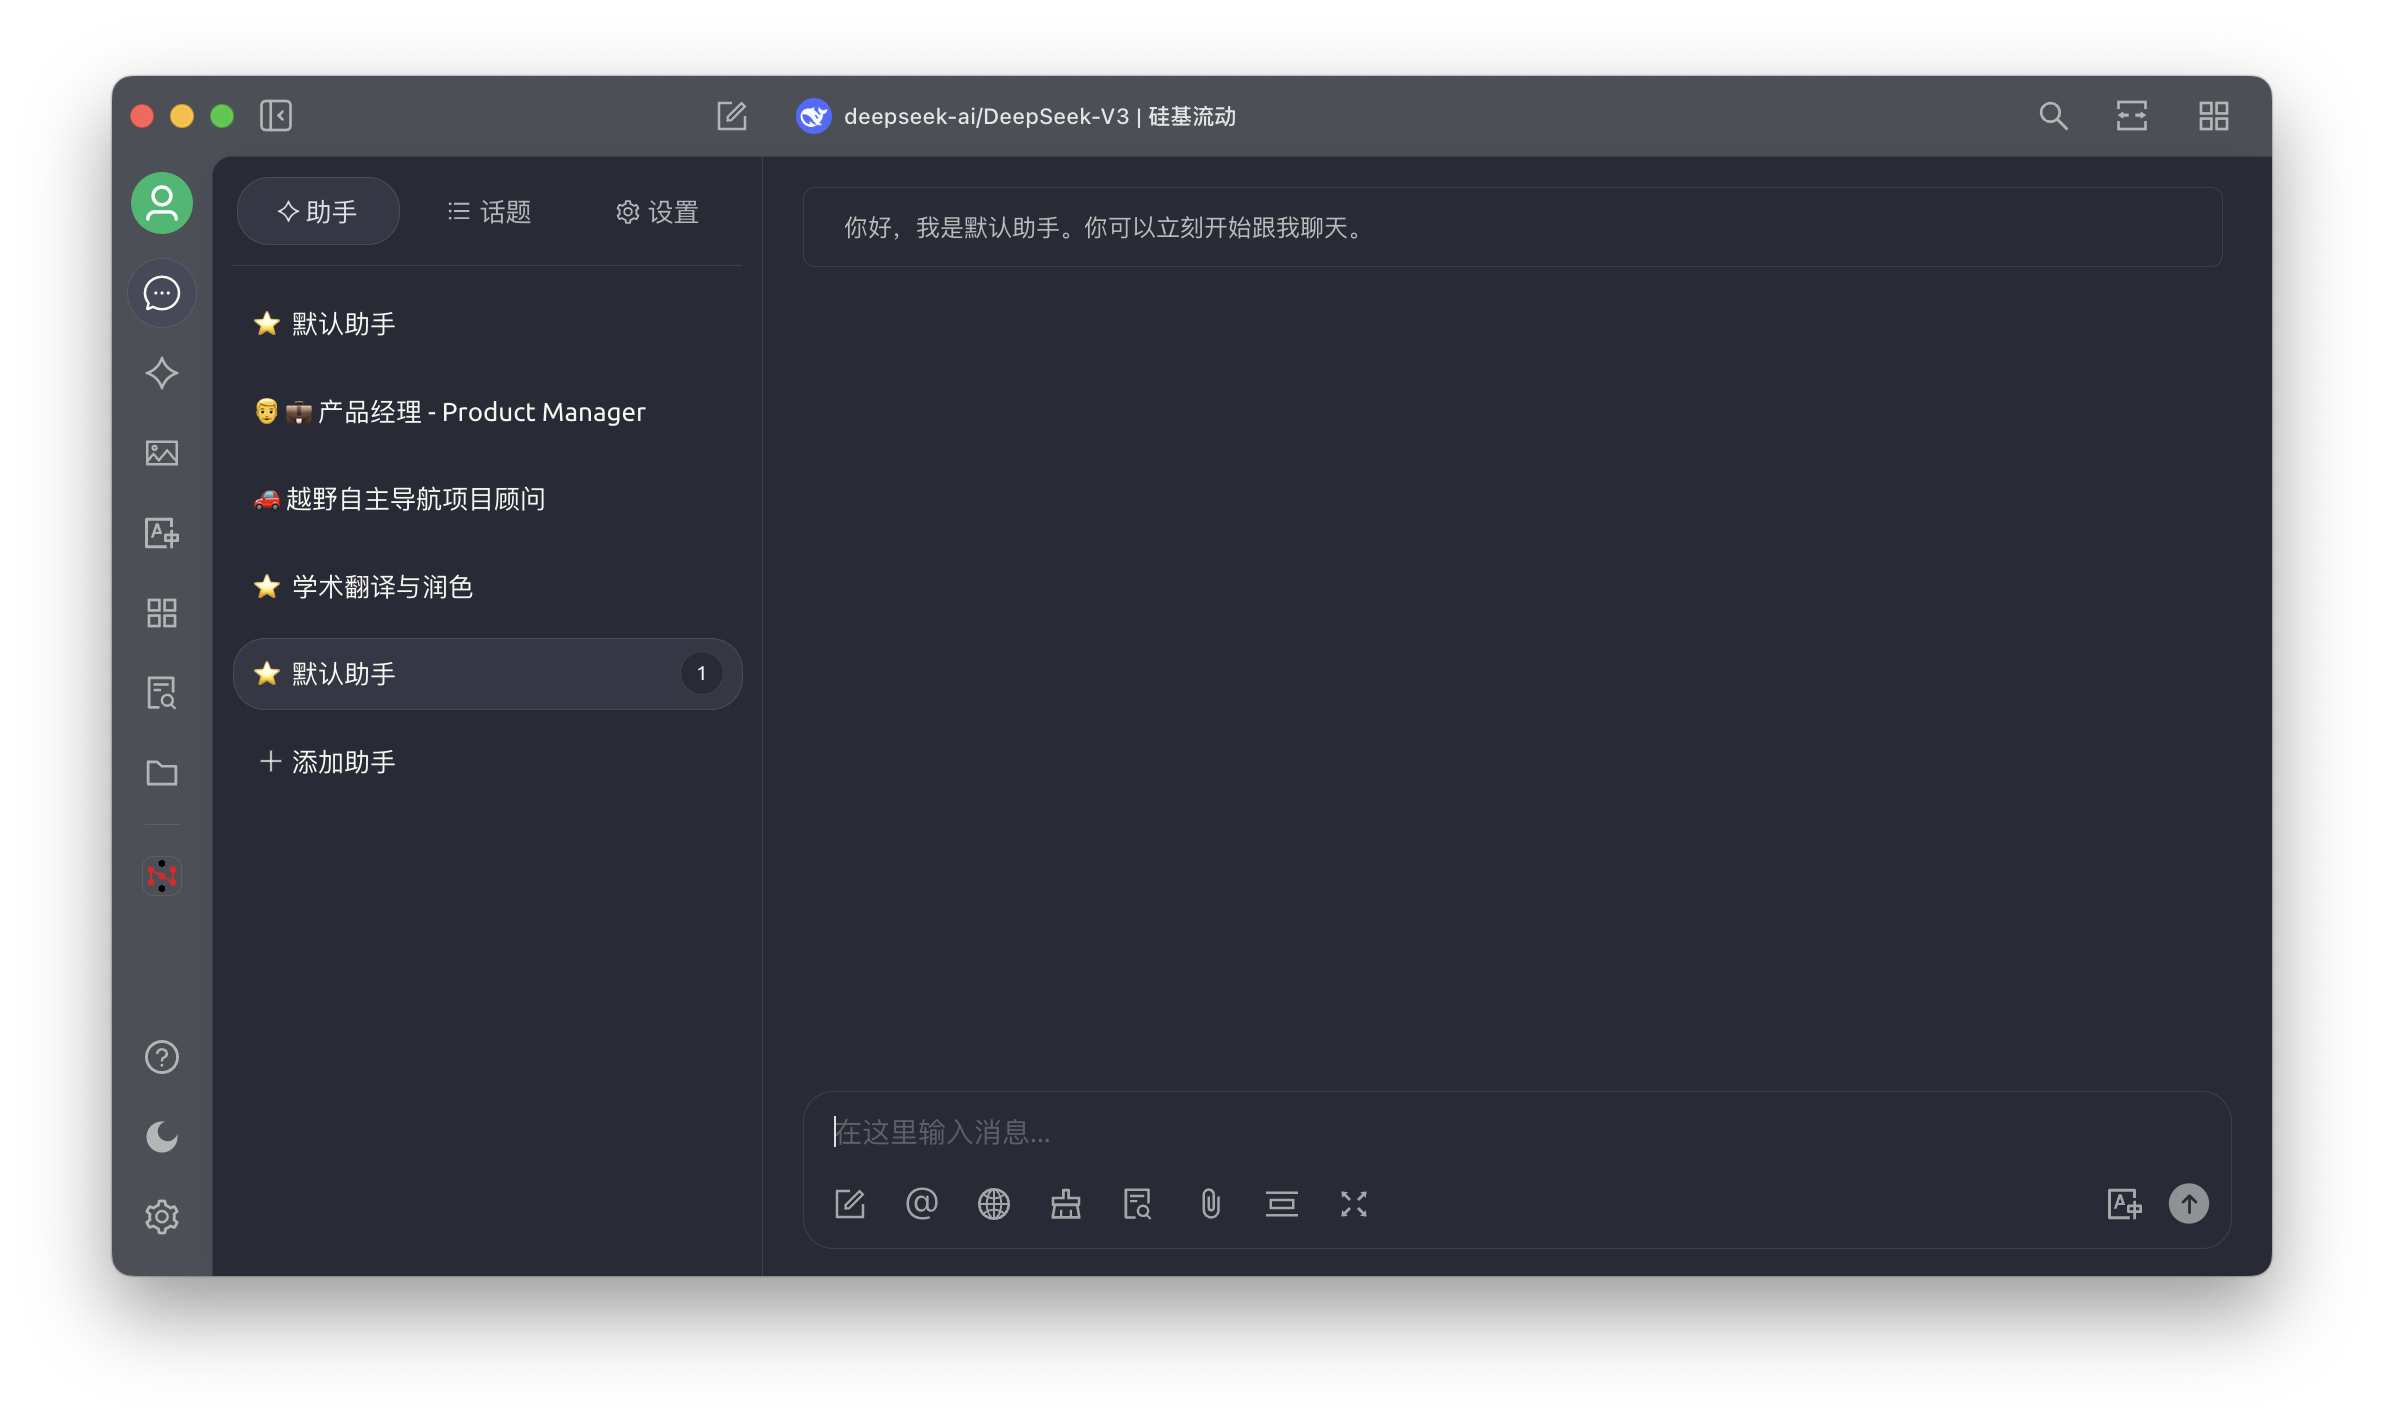 deepseek-ai/DeepSeek-V3 | 硅基流动
助手
话题
设置
你好，我是默认助手。你可以立刻开始跟我聊天。
默认助手
产品经理 - Product Manager
越野自主导航项目顾问
学术翻译与润色
默认助手
1
添加助手
在这里输入消息...